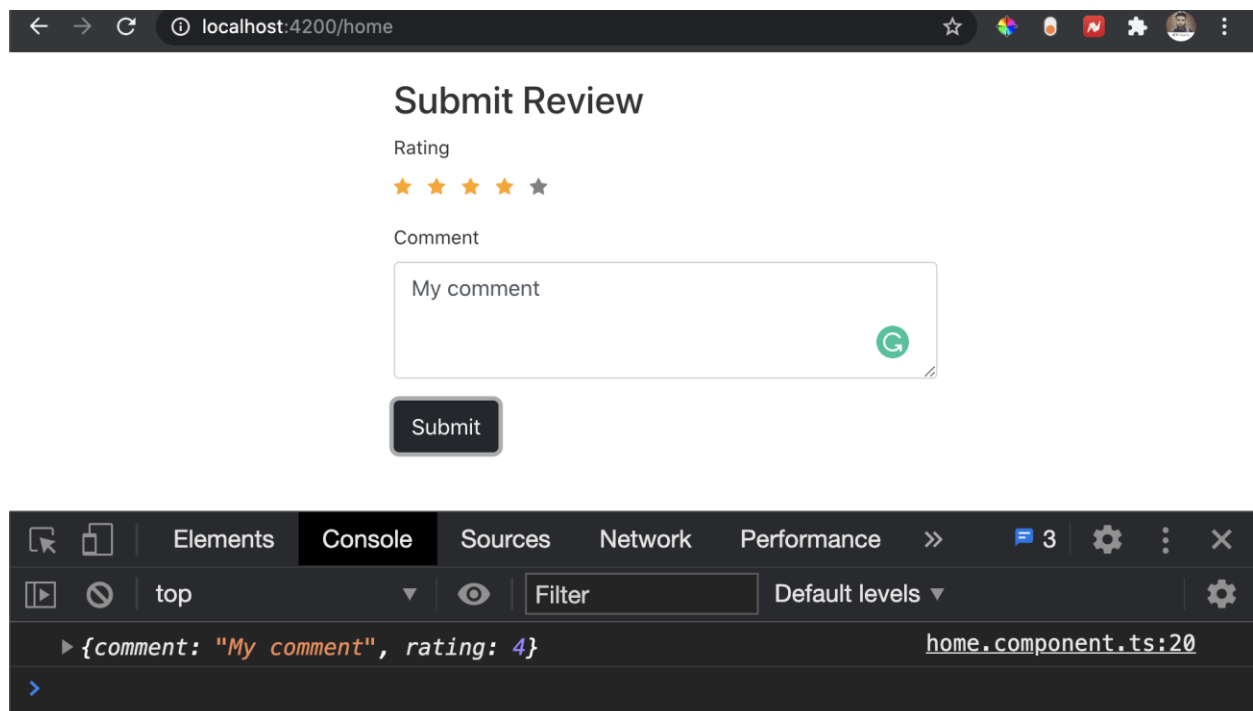 localhost:4200/home
Submit Review
Rating
Comment
My comment
Submit
Elements Console Sources Network Performance 3
top Filter Default levels
{comment: "My comment", rating: 4} home.component.ts:20